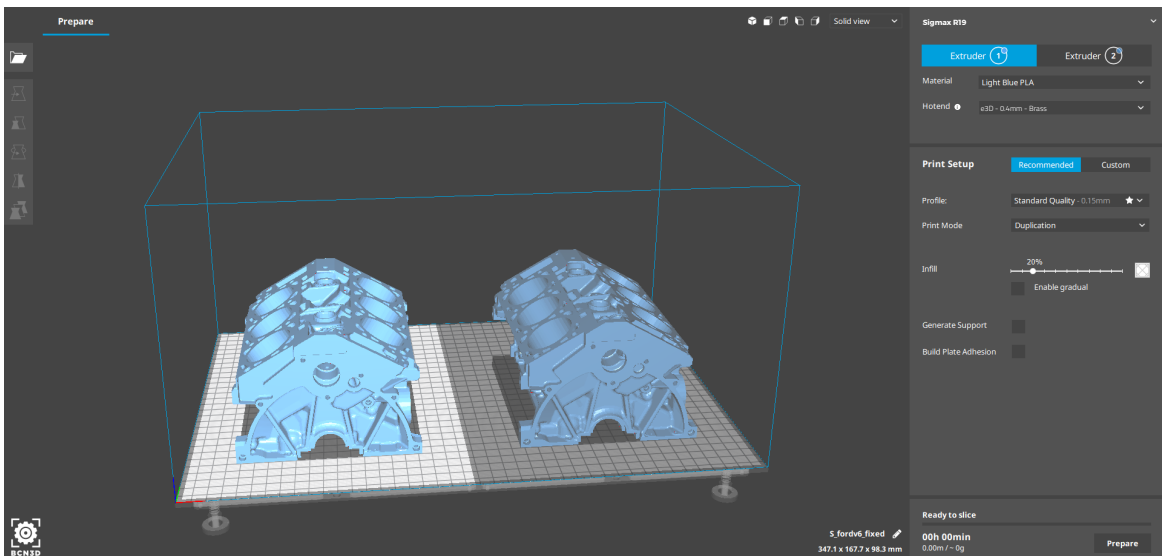 Prepare
Solid view
Sigmax R19
Extruder 1
Extruder 2
Material
Light Blue PLA
Hotend
e3D - 0.4mm - Brass
Print Setup
Recommended
Custom
Profile:
Standard Quality - 0.15mm
Print Mode
Duplication
20%
Infill
Enable gradual
Generate Support
Build Plate Adhesion
Ready to slice
S_fordv6_fixed
00h 00min
347.1 x 167.7 x 98.3 mm
0.00m / ~ 0g
Prepare
BCN3D